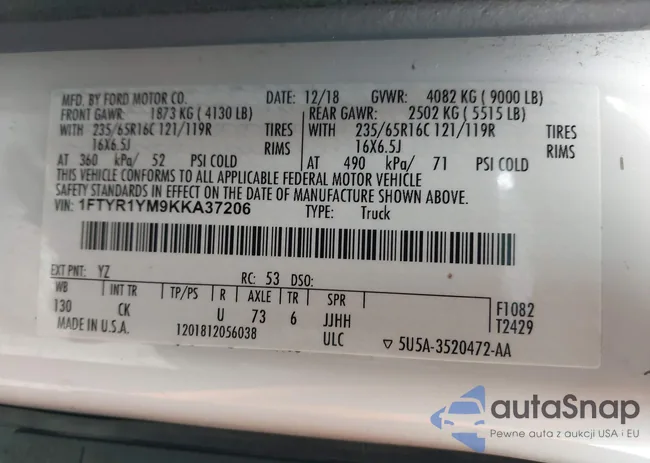 MFD. BY FORD MOTOR CO. DATE: 12/18 GVWR: 4082 KG ( 9000 LB)
FRONT GAWR: 1873 KG ( 4130 LB) REAR GAWR: 2502 KG ( 5515 LB)
WITH 235/65R16C 121/119R TIRES WITH 235/65R16C 121/119R TIRES
16X6.5J RIMS 16X6.5J RIMS
AT 360 kPa/ 52 PSI COLD AT 490 kPa/ 71 PSI COLD
THIS VEHICLE CONFORMS TO ALL APPLICABLE FEDERAL MOTOR VEHICLE
SAFETY STANDARDS IN EFFECT ON THE DATE OF MANUFACTURE SHOWN ABOVE.
VIN: 1FTYR1YM9KKA37206 TYPE: Truck
EXT PNT: YZ RC: 53 DSO:
WB INT TR TP/PS R AXLE TR SPR F1082
130 CK U 73 6 JJHH T2429
MADE IN U.S.A. 1201812056038 ULC ▽ 5U5A-3520472-AA
autaSnap
Pewne auta z aukcji USA i EU